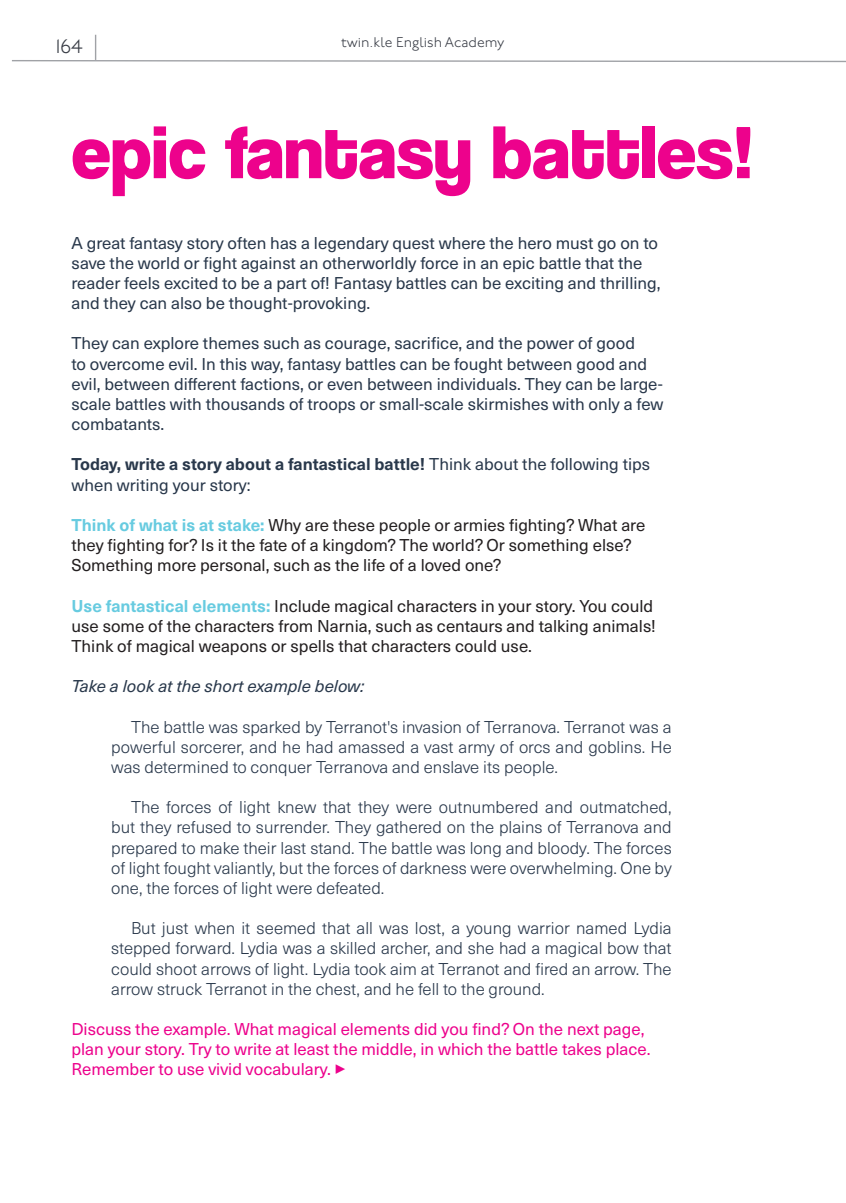 164
twin.kle English Academy
epic fantasy battles!
A great fantasy story often has a legendary quest where the hero must go on to
save the world or fight against an otherworldly force in an epic battle that the
reader feels excited to be a part of! Fantasy battles can be exciting and thrilling,
and they can also be thought-provoking.
They can explore themes such as courage, sacrifice, and the power of good
to overcome evil. In this way, fantasy battles can be fought between good and
evil, between different factions, or even between individuals. They can be large-
scale battles with thousands of troops or small-scale skirmishes with only a few
combatants.
Today, write a story about a fantastical battle! Think about the following tips
when writing your story:
Think of what is at stake: Why are these people or armies fighting? What are
they fighting for? Is it the fate of a kingdom? The world? Or something else?
Something more personal, such as the life of a loved one?
Use fantastical elements: Include magical characters in your story. You could
use some of the characters from Narnia, such as centaurs and talking animals!
Think of magical weapons or spells that characters could use.
Take a look at the short example below:
The battle was sparked by Terranot's invasion of Terranova. Terranot was a
powerful sorcerer, and he had amassed a vast army of orcs and goblins. He
was determined to conquer Terranova and enslave its people.
The forces of light knew that they were outnumbered and outmatched,
but they refused to surrender. They gathered on the plains of Terranova and
prepared to make their last stand. The battle was long and bloody. The forces
of light fought valiantly, but the forces of darkness were overwhelming. One by
one, the forces of light were defeated.
But just when it seemed that all was lost, a young warrior named Lydia
stepped forward. Lydia was a skilled archer, and she had a magical bow that
could shoot arrows of light. Lydia took aim at Terranot and fired an arrow. The
arrow struck Terranot in the chest, and he fell to the ground.
Discuss the example. What magical elements did you find? On the next page,
plan your story. Try to write at least the middle, in which the battle takes place.
Remember to use vivid vocabulary. ▶